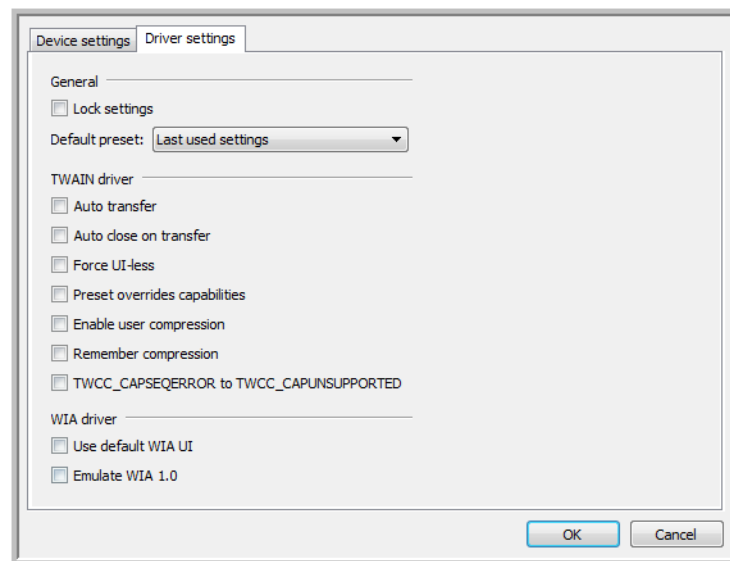 Device settings Driver settings
General
Lock settings
Default preset: Last used settings
TWAIN driver
Auto transfer
Auto close on transfer
Force UI-less
Preset overrides capabilities
Enable user compression
Remember compression
TWCC_CAPSEQERROR to TWCC_CAPUNSUPPORTED
WIA driver
Use default WIA UI
Emulate WIA 1.0
OK Cancel